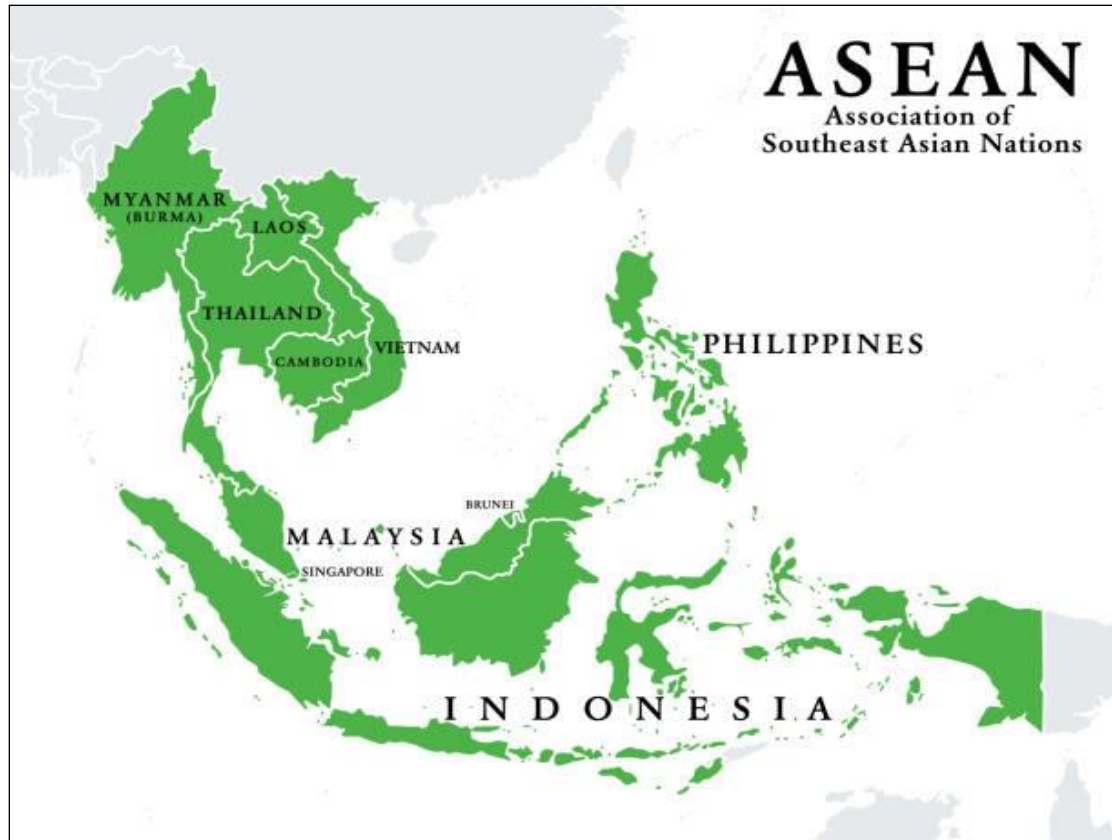 ASEAN
Association of
Southeast Asian Nations
MYANMAR
(BURMA)
LAOS
THAILAND
CAMBODIA
VIETNAM
PHILIPPINES
BRUNEI
MALAYSIA
SINGAPORE
INDONESIA